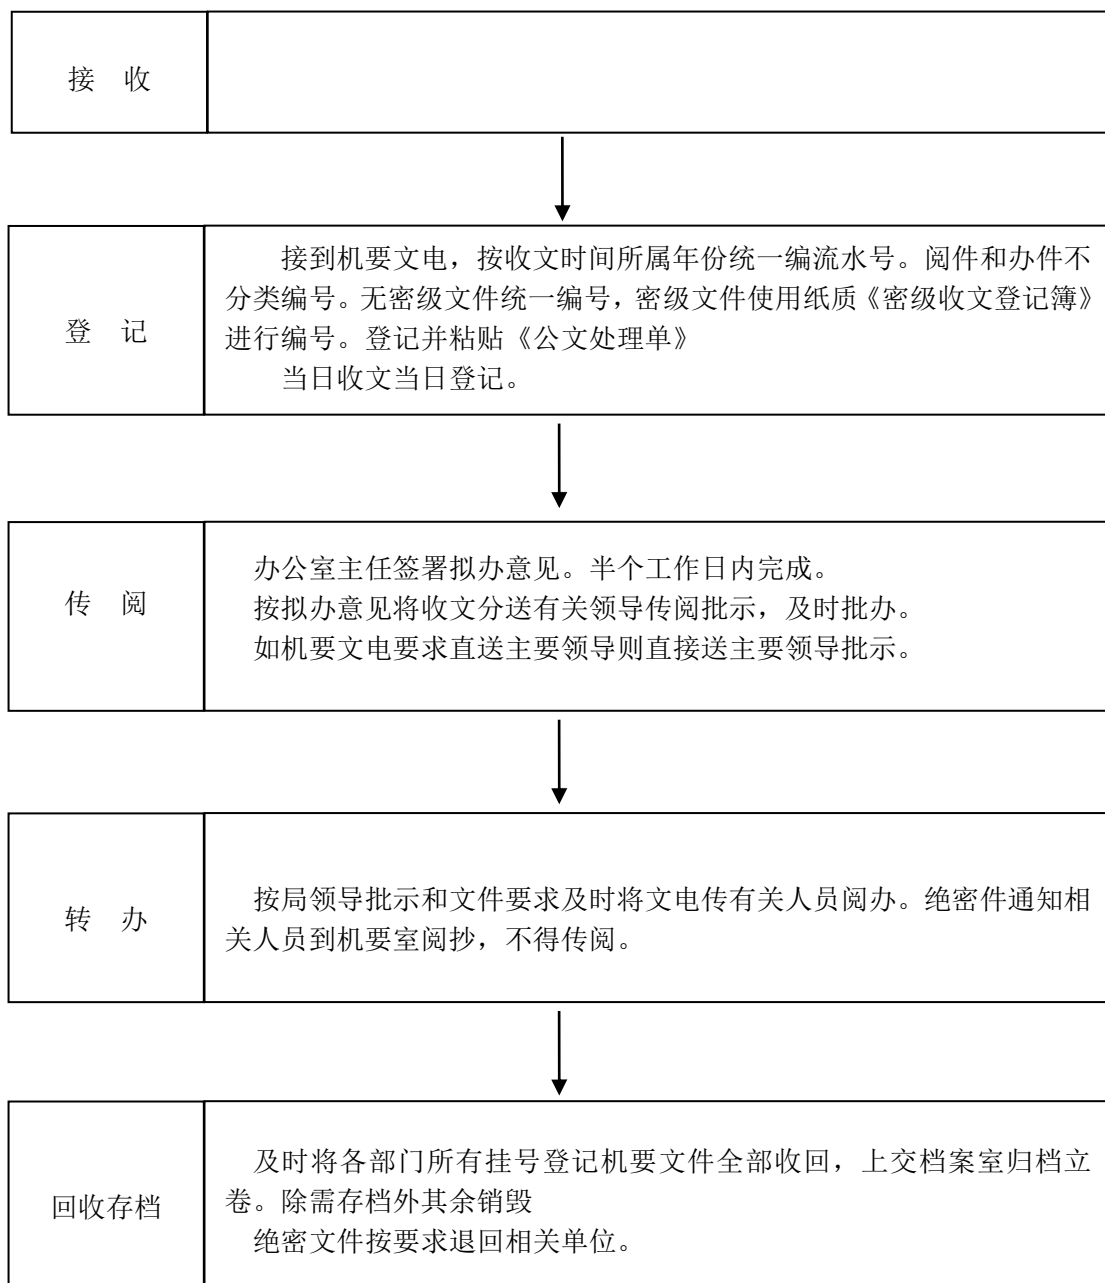 接 收
登 记
接到机要文电，按收文时间所属年份统一编流水号。阅件和办件不
分类编号。无密级文件统一编号，密级文件使用纸质《密级收文登记簿》
进行编号。登记并粘贴《公文处理单》
当日收文当日登记。
传 阅
办公室主任签署拟办意见。半个工作日内完成。
按拟办意见将收文分送有关领导传阅批示，及时批办。
如机要文电要求直送主要领导则直接送主要领导批示。
转 办
按局领导批示和文件要求及时将文电传有关人员阅办。绝密件通知相
关人员到机要室阅抄，不得传阅。
回收存档
及时将各部门所有挂号登记机要文件全部收回，上交档案室归档立
卷。除需存档外其余销毁
绝密文件按要求退回相关单位。